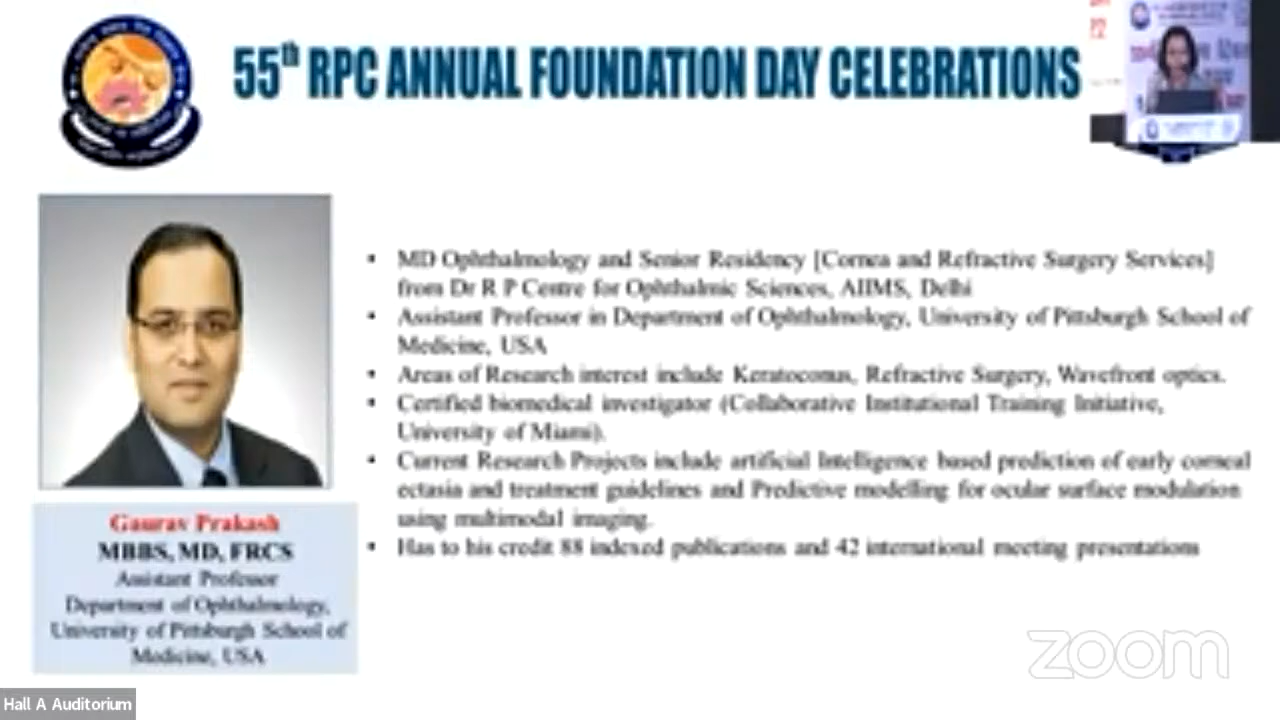 55th RPC ANNUAL FOUNDATION DAY CELEBRATIONS
• MD Ophthalmology and Senior Residency [Cornea and Refractive Surgery Services]
from Dr R P Centre for Ophthalmic Sciences, AIIMS, Delhi
• Assistant Professor in Department of Ophthalmology, University of Pittsburgh School of
Medicine, USA
• Areas of Research interest include Keratoconus, Refractive Surgery, Wavefront optics.
• Certified biomedical investigator (Collaborative Institutional Training Initiative,
University of Miami).
• Current Research Projects include artificial Intelligence based prediction of early corneal
ectasia and treatment guidelines and Predictive modelling for ocular surface modulation
using multimodal imaging.
• Has to his credit 88 indexed publications and 42 international meeting presentations
Gaurav Prakash
MBBS, MD, FRCS
Assistant Professor
Department of Ophthalmology,
University of Pittsburgh School of
Medicine, USA
zoom
Hall A Auditorium